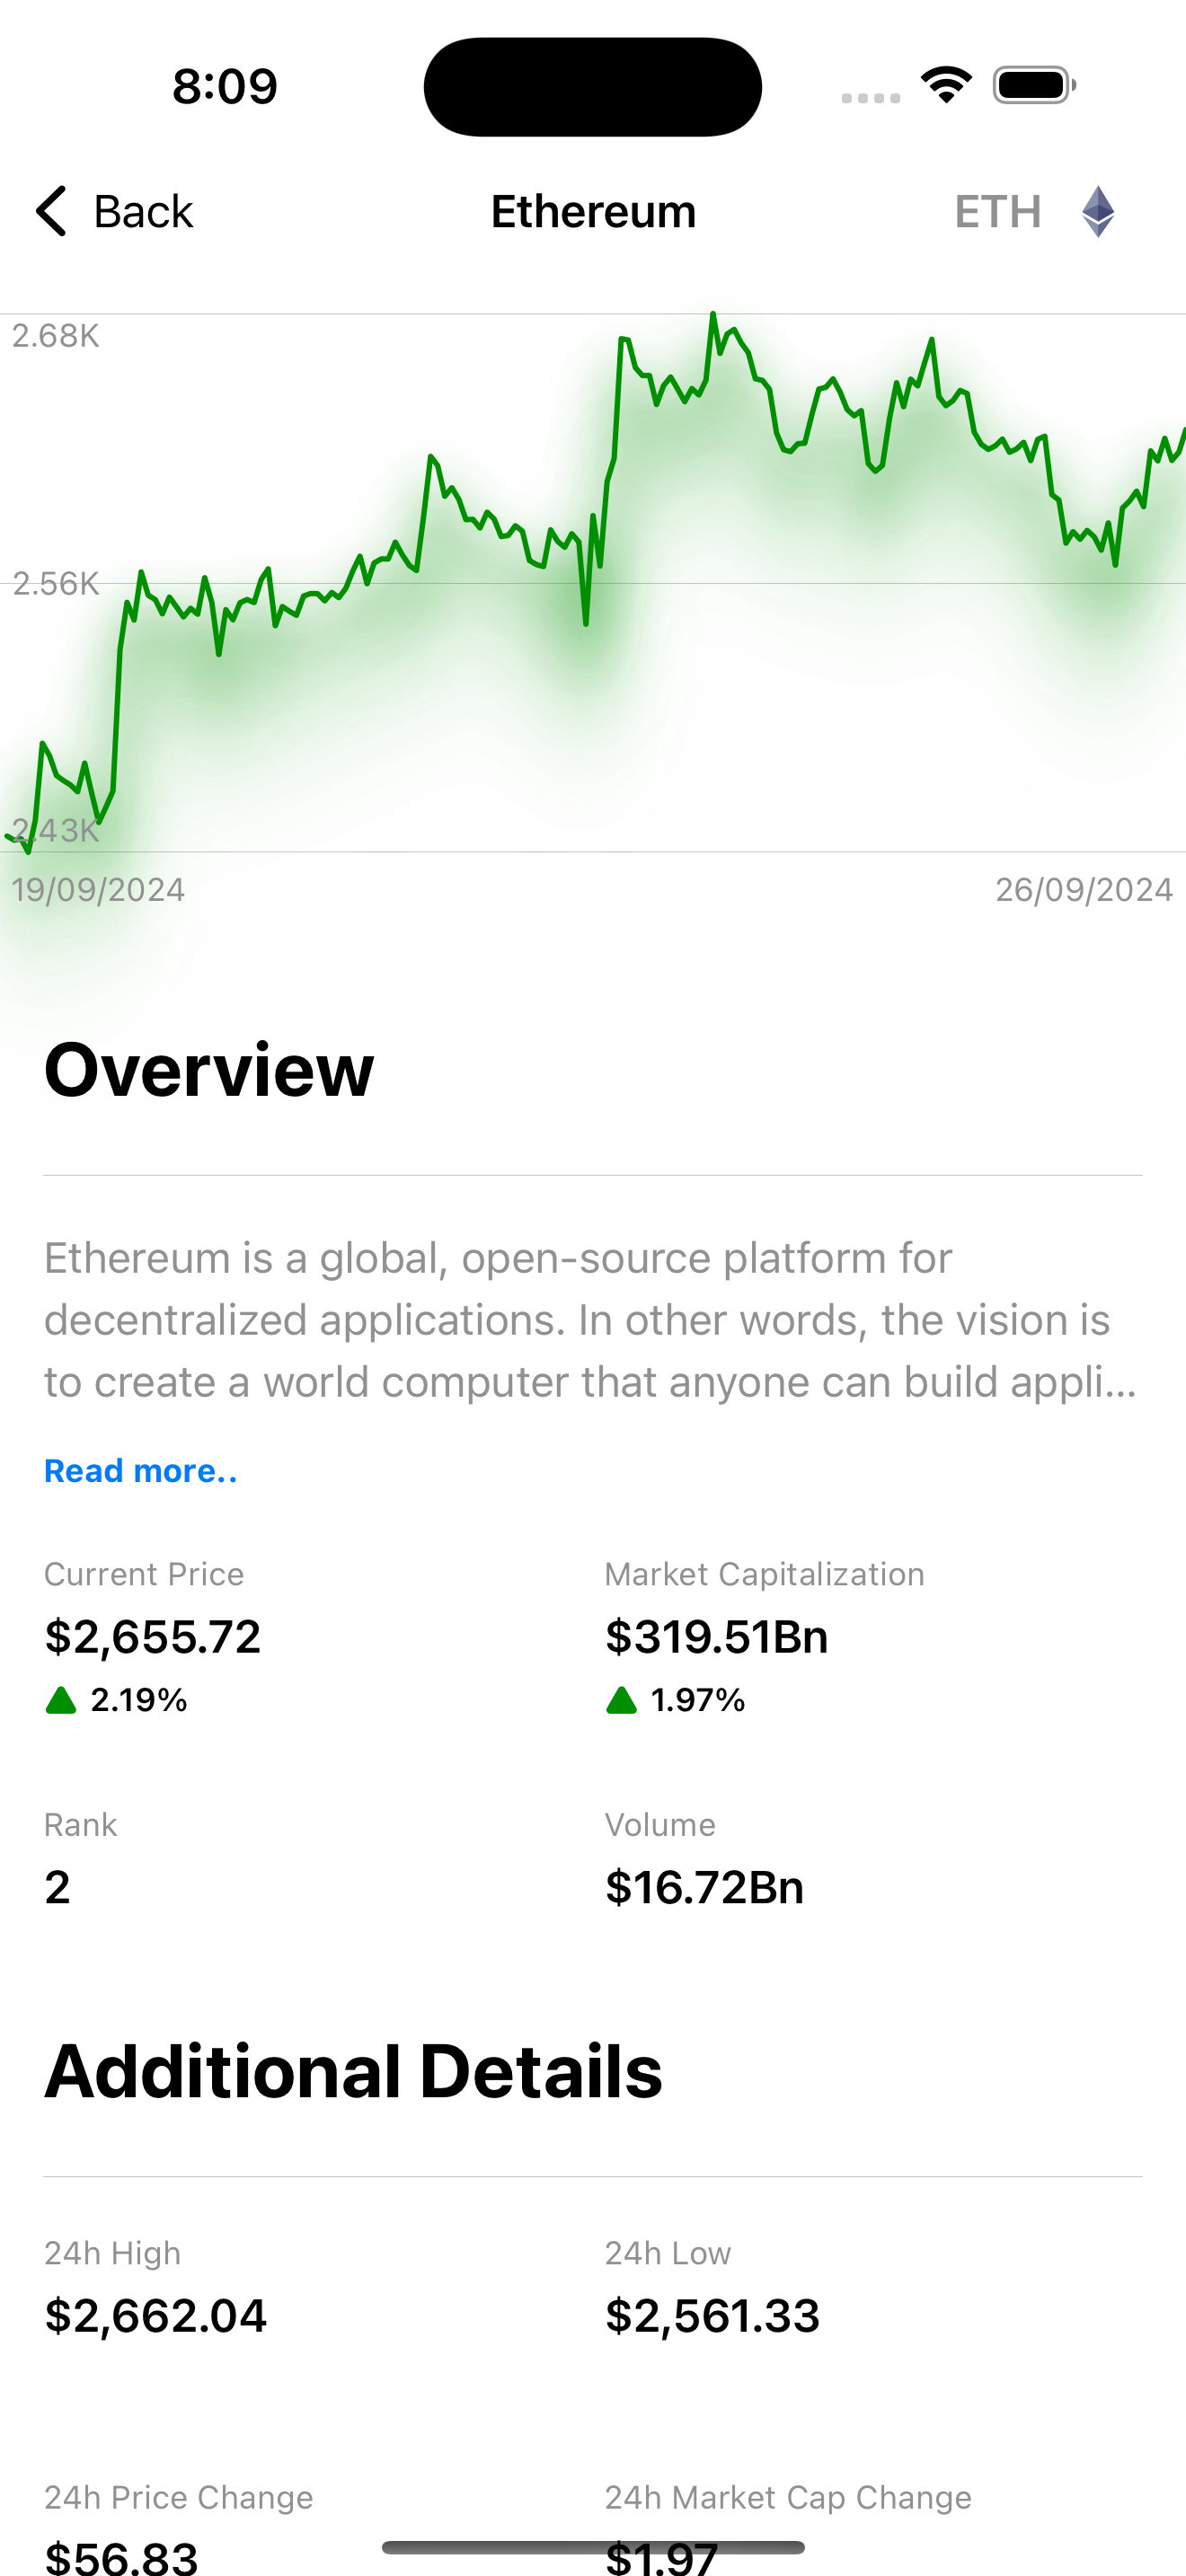 8:09
Back
Ethereum
ETH
2.68K
2.56K
2.43K
19/09/2024
26/09/2024
Overview
Ethereum is a global, open-source platform for
decentralized applications. In other words, the vision is
to create a world computer that anyone can build appli...
Read more..
Current Price
Market Capitalization
$2,655.72
$319.51Bn
2.19%
1.97%
Rank
Volume
2
$16.72Bn
Additional Details
24h High
24h Low
$2,662.04
$2,561.33
24h Price Change
24h Market Cap Change
$56.83
$1.97